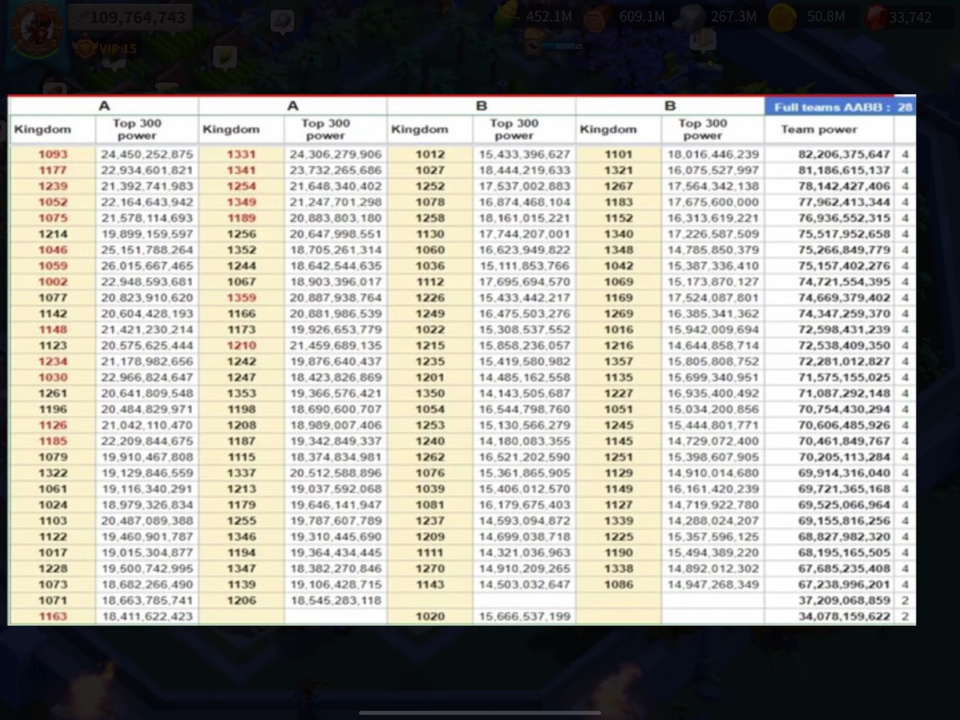 109,764,743 452.1M 609.1M 267.3M 50.8M 33,742
VIP 15
A A B B Full teams AABB : 28
Kingdom Top 300 power Kingdom Top 300 power Kingdom Top 300 power Kingdom Top 300 power Team power
1093 24,450,252,875 1331 24,306,279,906 1012 15,433,396,627 1101 18,016,446,239 82,206,375,647 4
1177 22,934,601,821 1341 23,732,265,686 1027 18,444,219,633 1321 16,075,527,997 81,186,615,137 4
1239 21,392,741,983 1254 21,648,340,402 1252 17,537,002,883 1267 17,564,342,138 78,142,427,406 4
1052 22,164,643,942 1349 21,247,701,298 1078 16,874,468,104 1183 17,675,600,000 77,962,413,344 4
1075 21,578,114,693 1189 20,883,803,180 1258 18,161,015,221 1152 16,313,619,221 76,936,552,315 4
1214 19,899,159,597 1256 20,647,998,551 1130 17,744,207,001 1340 17,226,587,509 75,517,952,658 4
1046 25,151,788,264 1352 18,705,261,314 1060 16,623,949,822 1348 14,785,850,379 75,266,849,779 4
1059 26,015,667,465 1244 18,642,544,635 1036 15,111,853,766 1042 15,387,336,410 75,157,402,276 4
1002 22,948,593,681 1067 18,903,396,017 1112 17,695,694,570 1069 15,173,870,127 74,721,554,395 4
1077 20,823,910,620 1359 20,887,938,764 1226 15,433,442,217 1169 17,524,087,801 74,669,379,402 4
1142 20,604,428,193 1166 20,881,986,539 1249 16,475,503,276 1269 16,385,341,362 74,347,259,370 4
1148 21,421,230,214 1173 19,926,653,779 1022 15,308,537,552 1016 15,942,009,694 72,598,431,239 4
1123 20,575,625,444 1210 21,459,689,135 1215 15,858,236,057 1216 14,644,858,714 72,538,409,350 4
1234 21,178,982,656 1242 19,876,640,437 1235 15,419,580,982 1357 15,805,808,752 72,281,012,827 4
1030 22,966,824,647 1247 18,423,826,869 1201 14,485,162,558 1135 15,699,340,951 71,575,155,025 4
1261 20,641,809,548 1353 19,366,576,421 1350 14,143,505,687 1227 16,935,400,492 71,087,292,148 4
1196 20,484,829,971 1198 18,690,600,707 1054 16,544,798,760 1051 15,034,200,856 70,754,430,294 4
1126 21,042,110,470 1208 18,989,007,406 1253 15,130,566,279 1245 15,444,801,771 70,606,485,926 4
1185 22,209,844,675 1187 19,342,849,337 1240 14,180,083,355 1145 14,729,072,400 70,461,849,767 4
1079 19,910,467,808 1115 18,374,834,981 1262 16,521,202,590 1251 15,398,607,905 70,205,113,284 4
1322 19,129,846,559 1337 20,512,588,896 1076 15,361,865,905 1129 14,910,014,680 69,914,316,040 4
1061 19,116,340,291 1213 19,037,592,068 1039 15,406,012,570 1149 16,161,420,239 69,721,365,168 4
1024 18,979,326,834 1179 19,646,141,947 1081 16,179,675,403 1127 14,719,922,780 69,525,066,964 4
1103 20,487,089,388 1255 19,787,607,789 1237 14,593,094,872 1339 14,288,024,207 69,155,816,256 4
1122 19,460,901,787 1346 19,310,445,690 1209 14,699,038,718 1225 15,357,596,125 68,827,982,320 4
1017 19,015,304,877 1194 19,364,434,445 1111 14,321,036,963 1190 15,494,389,220 68,195,165,505 4
1228 19,500,742,995 1347 18,382,270,846 1270 14,910,209,265 1338 14,892,012,302 67,685,235,408 4
1073 18,682,266,490 1139 19,106,428,715 1143 14,503,032,647 1086 14,947,268,349 67,238,996,201 4
1071 18,663,785,741 1206 18,545,283,118 37,209,068,859 2
1163 18,411,622,423 1020 15,666,537,199 34,078,159,622 2